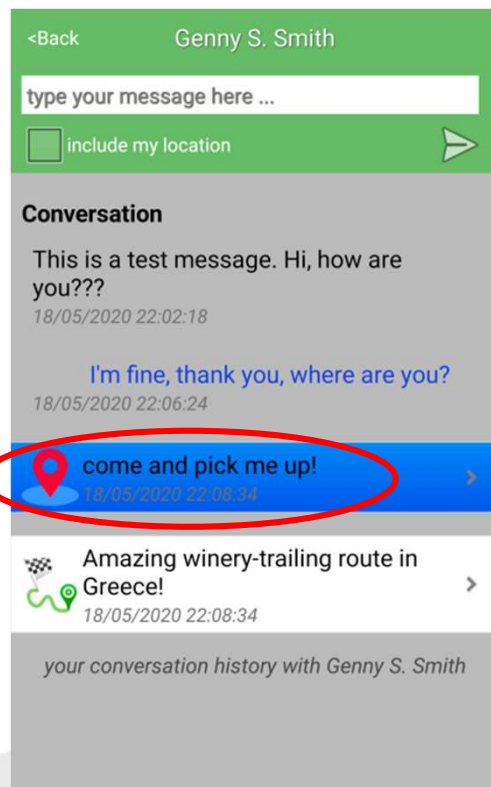 <Back Genny S. Smith
type your message here ...
include my location
Conversation
This is a test message. Hi, how are
you???
18/05/2020 22:02:18
I'm fine, thank you, where are you?
18/05/2020 22:06:24
come and pick me up!
18/05/2020 22:08:34
Amazing winery-trailing route in
Greece!
18/05/2020 22:08:34
your conversation history with Genny S. Smith